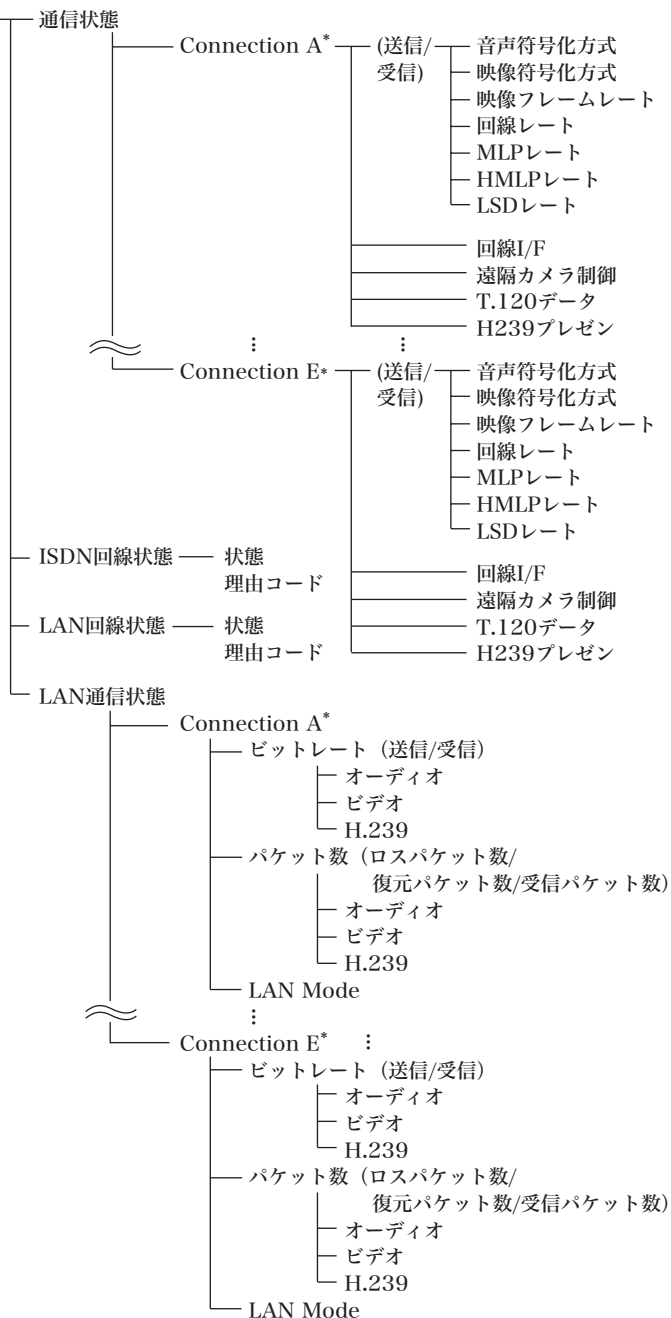 通信状態
Connection A* (送信/ 音声符号化方式
受信) 映像符号化方式
映像フレームレート
回線レート
MLPレート
HMLPレート
LSDレート
回線I/F
遠隔カメラ制御
T.120データ
H239プレゼン
⋮ ⋮
Connection E* (送信/ 音声符号化方式
受信) 映像符号化方式
映像フレームレート
回線レート
MLPレート
HMLPレート
LSDレート
ISDN回線状態 状態
理由コード 回線I/F
遠隔カメラ制御
LAN回線状態 状態 T.120データ
理由コード H239プレゼン
LAN通信状態
Connection A*
ビットレート（送信/受信）
オーディオ
ビデオ
H.239
パケット数（ロスパケット数/
復元パケット数/受信パケット数）
オーディオ
ビデオ
H.239
LAN Mode
⋮
Connection E* ⋮
ビットレート（送信/受信）
オーディオ
ビデオ
H.239
パケット数（ロスパケット数/
復元パケット数/受信パケット数）
オーディオ
ビデオ
H.239
LAN Mode